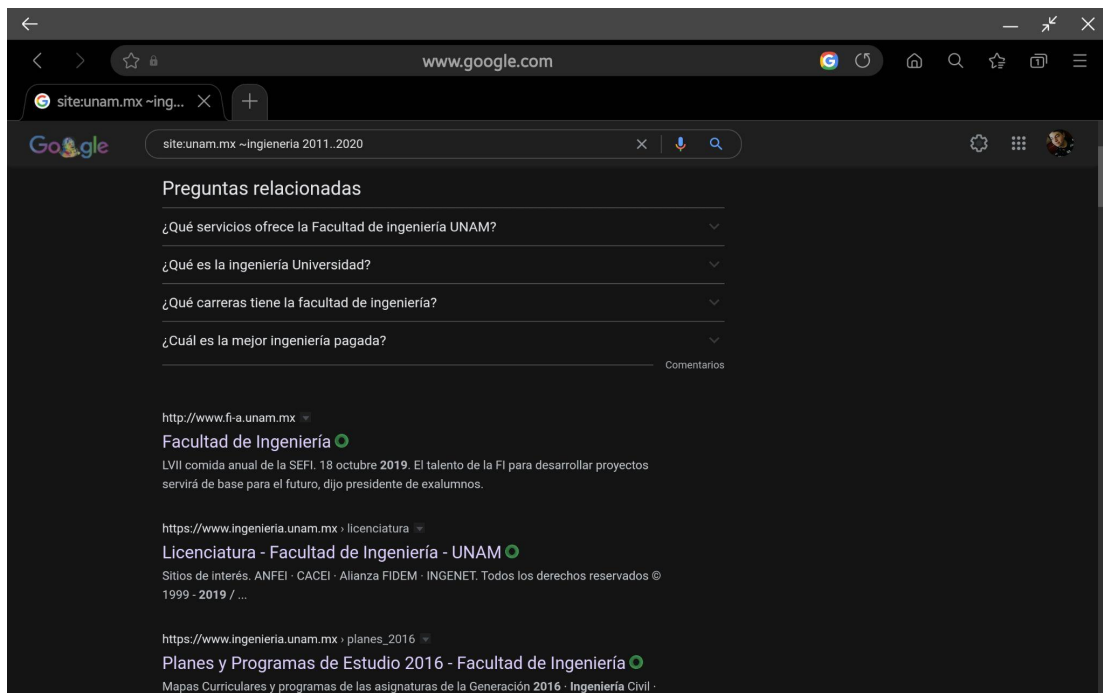 www.google.com
1
site:unam.mx ~ing...
Google
site:unam.mx ~ingieneria 2011..2020
Preguntas relacionadas
¿Qué servicios ofrece la Facultad de ingeniería UNAM?
¿Qué es la ingeniería Universidad?
¿Qué carreras tiene la facultad de ingeniería?
¿Cuál es la mejor ingeniería pagada?
Comentarios
http://www.fi-a.unam.mx
Facultad de Ingeniería
LVII comida anual de la SEFI. 18 octubre 2019. El talento de la FI para desarrollar proyectos
servirá de base para el futuro, dijo presidente de exalumnos.
https://www.ingenieria.unam.mx › licenciatura
Licenciatura - Facultad de Ingeniería - UNAM
Sitios de interés. ANFEI · CACEI · Alianza FIDEM · INGENET. Todos los derechos reservados ©
1999 - 2019 / ...
https://www.ingenieria.unam.mx › planes_2016
Planes y Programas de Estudio 2016 - Facultad de Ingeniería
Mapas Curriculares y programas de las asignaturas de la Generación 2016 · Ingeniería Civil ·